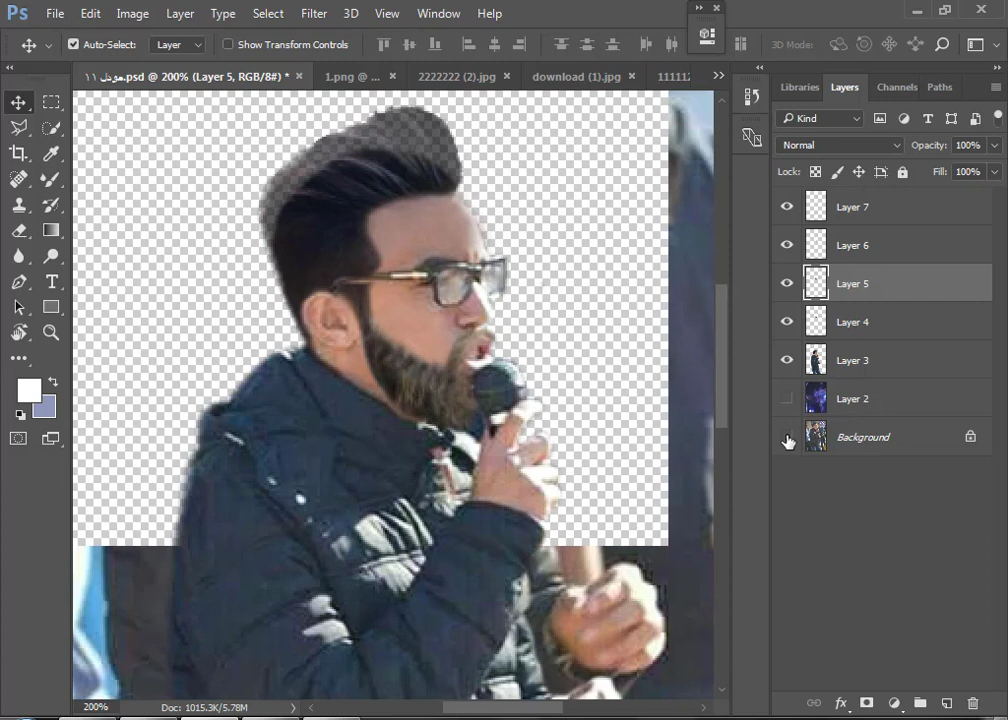 Ps File Edit Image Layer Type Select Filter 3D View Window Help
Auto-Select: Layer Show Transform Controls 3D Mode:
مودل ١١.psd @ 200% (Layer 5, RGB/8#) * × 1.png @ ... × 2222222 (2).jpg × download (1).jpg × 111112
Libraries Layers Channels Paths
Kind
Normal Opacity: 100%
Lock: Fill: 100%
Layer 7
Layer 6
Layer 5
Layer 4
Layer 3
Layer 2
Background
200% Doc: 1015.3K/5.78M
fx